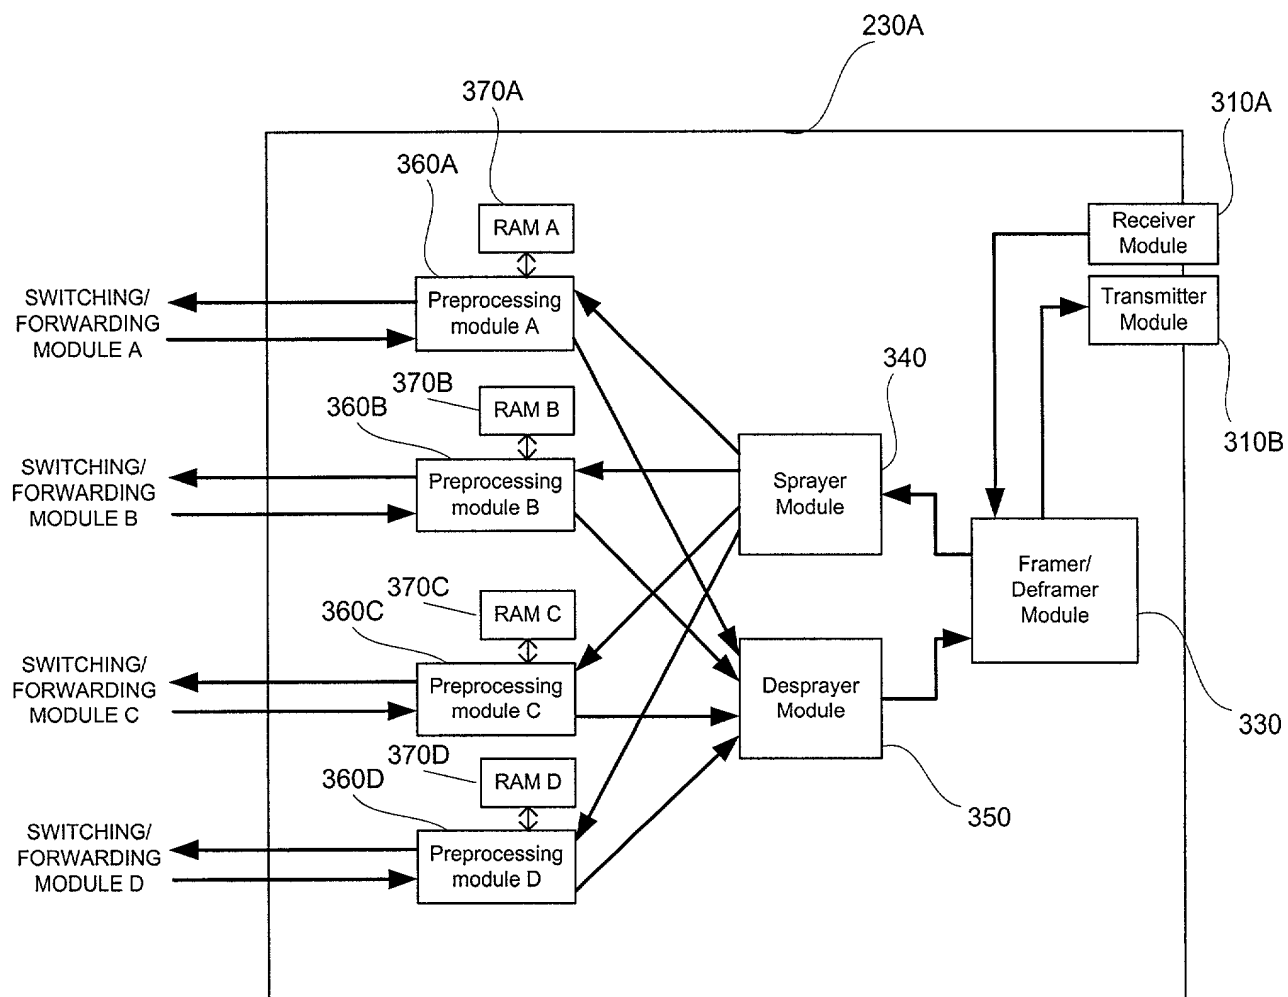 230A
370A
310A
360A
RAM A
Receiver
Module
Preprocessing
module A
SWITCHING/
FORWARDING
MODULE A
Transmitter
Module
340
370B
360B
RAM B
310B
SWITCHING/
FORWARDING
MODULE B
Preprocessing
module B
Sprayer
Module
Framer/
Deframer
Module
370C
360C
RAM C
SWITCHING/
FORWARDING
MODULE C
Preprocessing
module C
Desprayer
Module
330
370D
360D
RAM D
350
SWITCHING/
FORWARDING
MODULE D
Preprocessing
module D